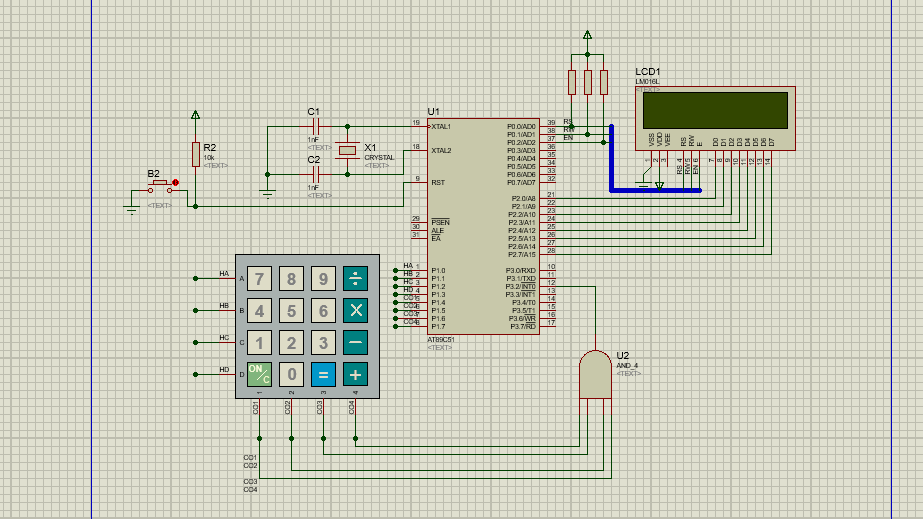 LCD1
LM016L
<TEXT>
VSS
VDD
VEE
RS
RW
E
D0
D1
D2
D3
D4
D5
D6
D7
1
2
3
4
5
6
7
8
9
10
11
12
13
14
RS
RW
EN
C1
1nF
<TEXT>
C2
1nF
<TEXT>
X1
CRYSTAL
<TEXT>
R2
10k
<TEXT>
B2
<TEXT>
U1
19 XTAL1
18 XTAL2
9 RST
29 PSEN
30 ALE
31 EA
P1.0
P1.1
P1.2
P1.3
P1.4
P1.5
P1.6
P1.7
HA 1
HB 2
HC 3
HD 4
CO1
CO2
CO3
CO4
P0.0/AD0 39 RS
P0.1/AD1 38 RW
P0.2/AD2 37 EN
P0.3/AD3 36
P0.4/AD4 35
P0.5/AD5 34
P0.6/AD6 33
P0.7/AD7 32
P2.0/A8 21
P2.1/A9 22
P2.2/A10 23
P2.3/A11 24
P2.4/A12 25
P2.5/A13 26
P2.6/A14 27
P2.7/A15 28
P3.0/RXD 10
P3.1/TXD 11
P3.2/INT0 12
P3.3/INT1 13
P3.4/T0 14
P3.5/T1 15
P3.6/WR 16
P3.7/RD 17
AT89C51
<TEXT>
HA A 7 8 9 ÷
HB B 4 5 6 X
HC C 1 2 3 −
HD D ON/C 0 = +
1 2 3 4
CO1 CO2 CO3 CO4
CO1
CO2
CO3
CO4
U2
AND_4
<TEXT>